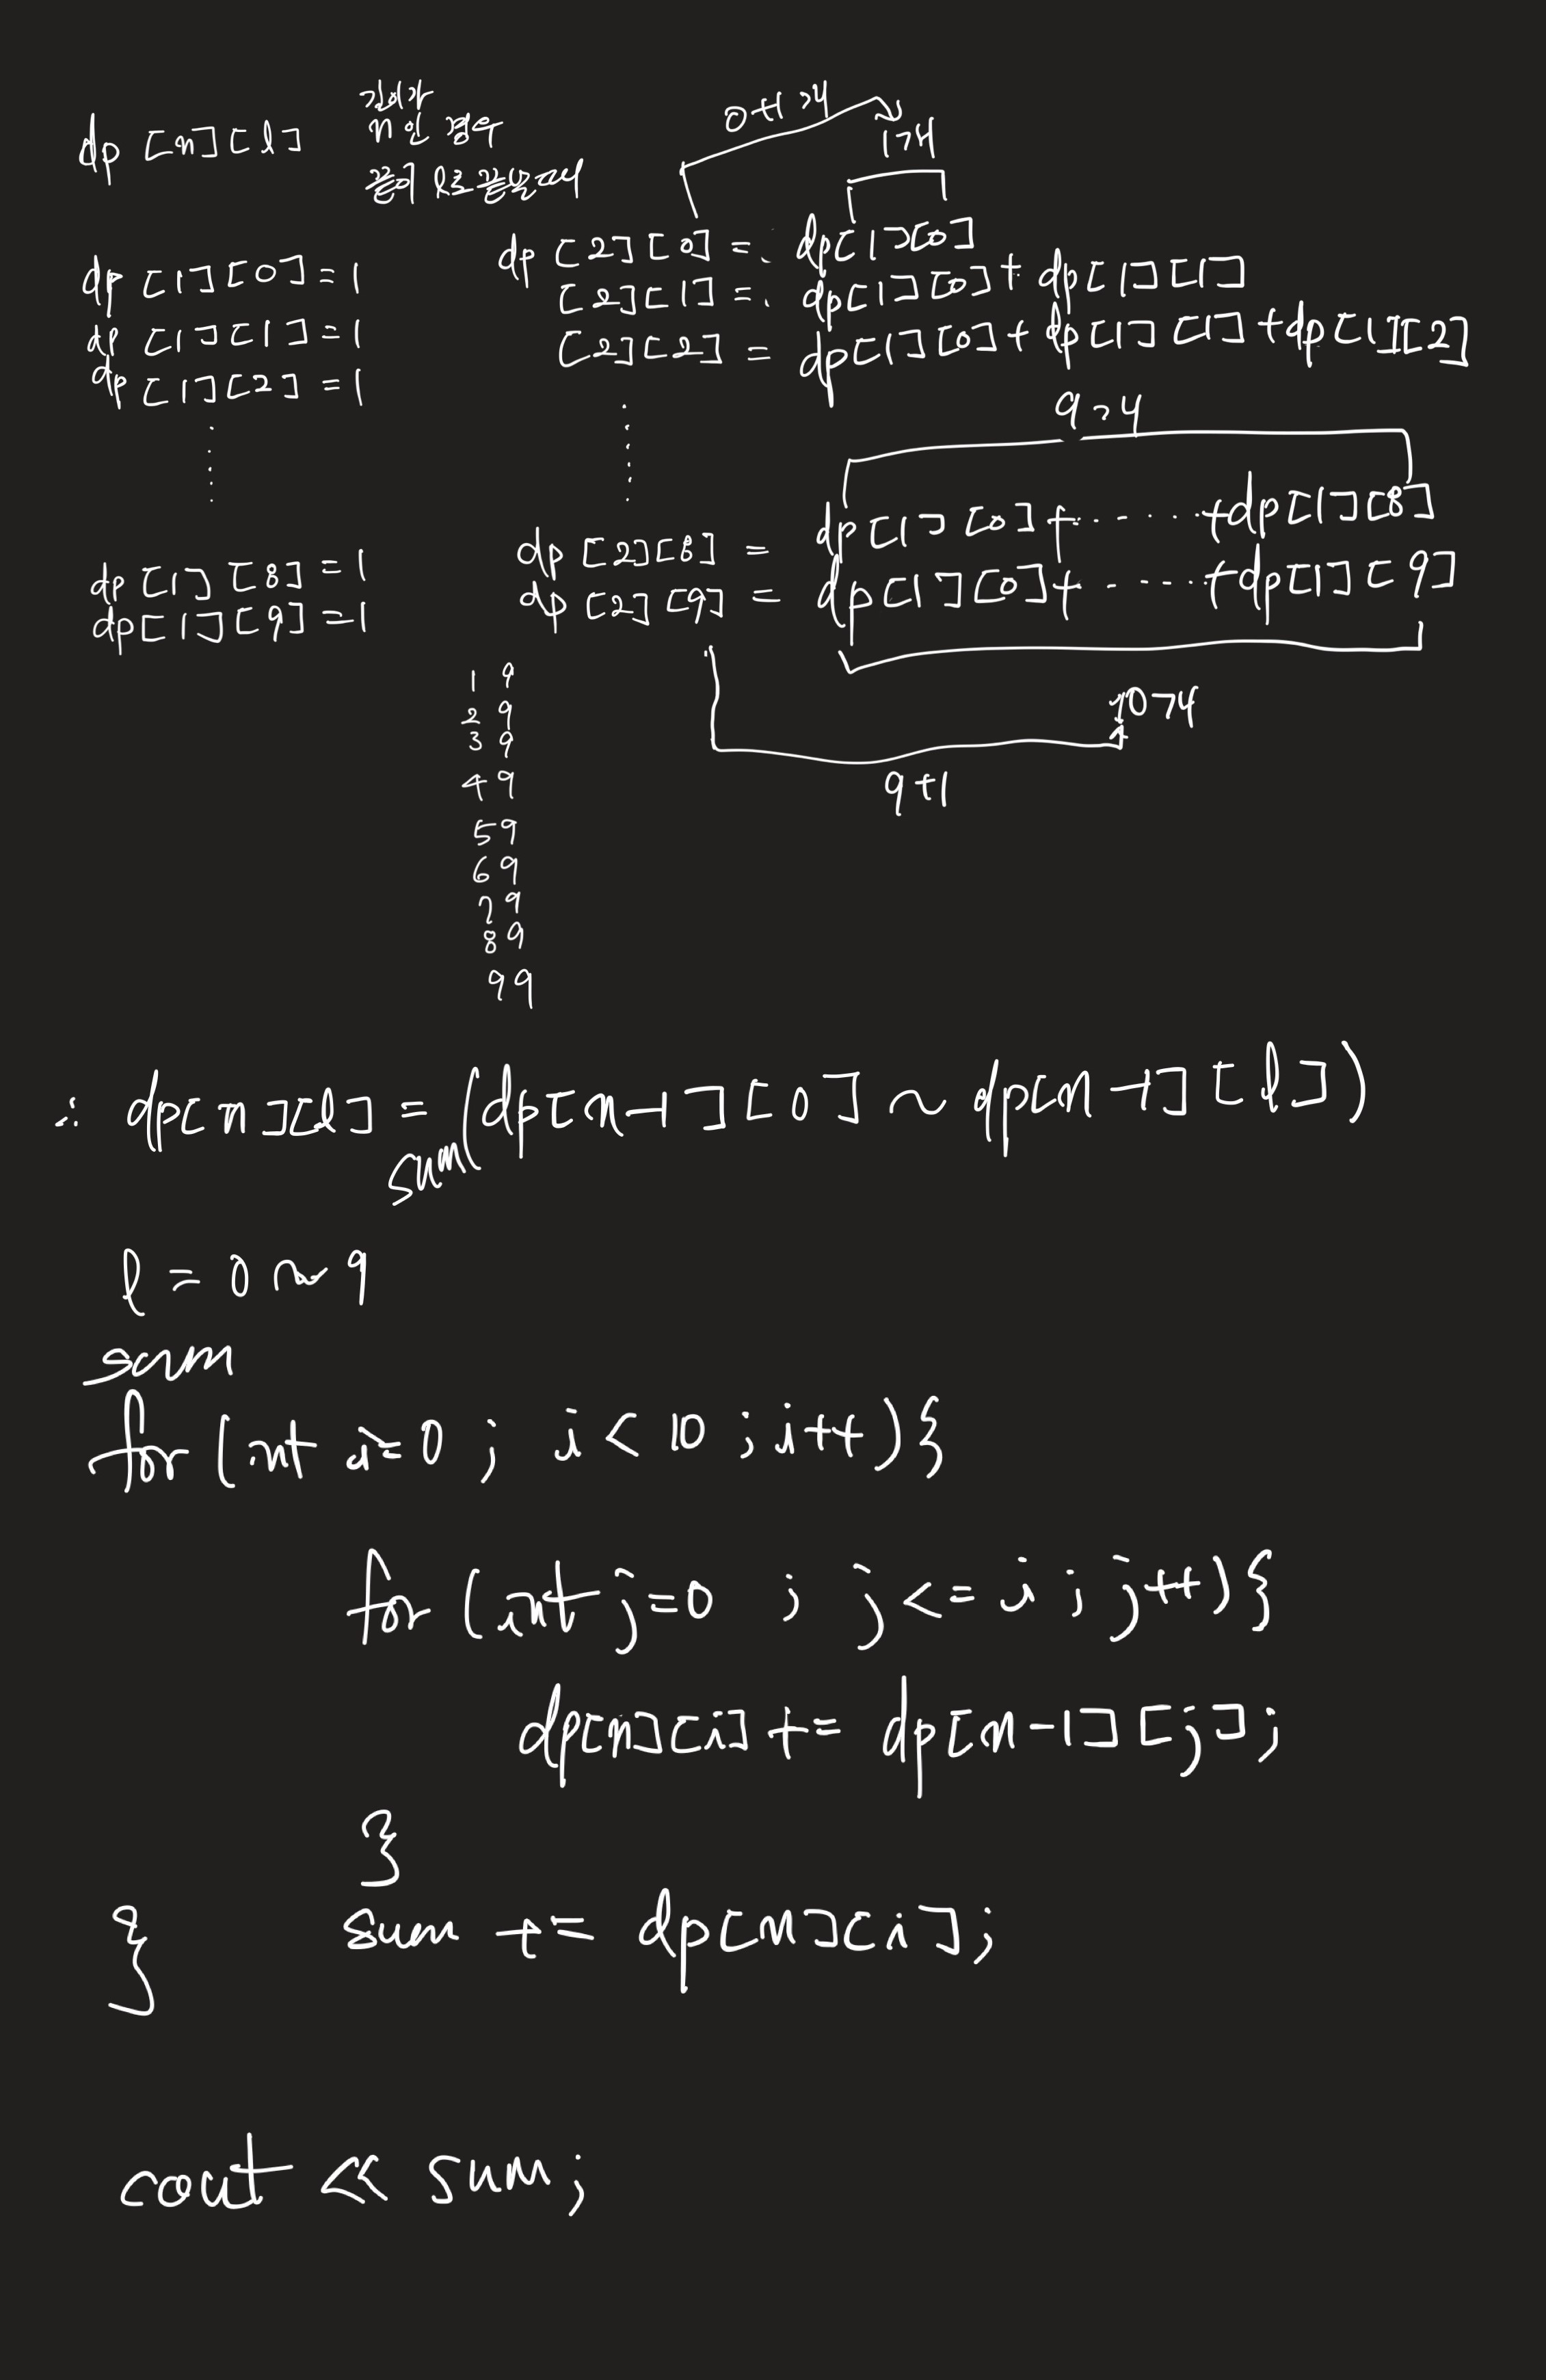 dp [n][l]
자릿수
n이고
끝이 l로 끝날때
0+1개
1개
dp[1][0]=1
dp[1][1]=1
dp[1][2]=1
dp[1][8]=1
dp[1][9]=1
dp[2][0]= dp[1][0]
[2][1]= dp[1][0]+dp[1][1]
[2][2]= dp[1][0]+dp[1][1]+dp[1][2]
9개
dp[2][8] = dp[1][0]+ ...... +dp[1][8]
dp[2][9] = dp[1][0]+ ...... +dp[1][9]
10개
9+1
1 9
2 9
3 9
4 9
5 9
6 9
7 9
8 9
9 9
∴ dp[n][l] = sum(dp[n-1][0] ~ dp[n-1][l])
l = 0 ~ 9
sum
for (int i=0 ; i < 10 ; i++){
for (int j=0 ; j <= i ; j++){
dp[n][i] += dp[n-1][j];
}
sum += dp[n][i];
}
cout << sum;